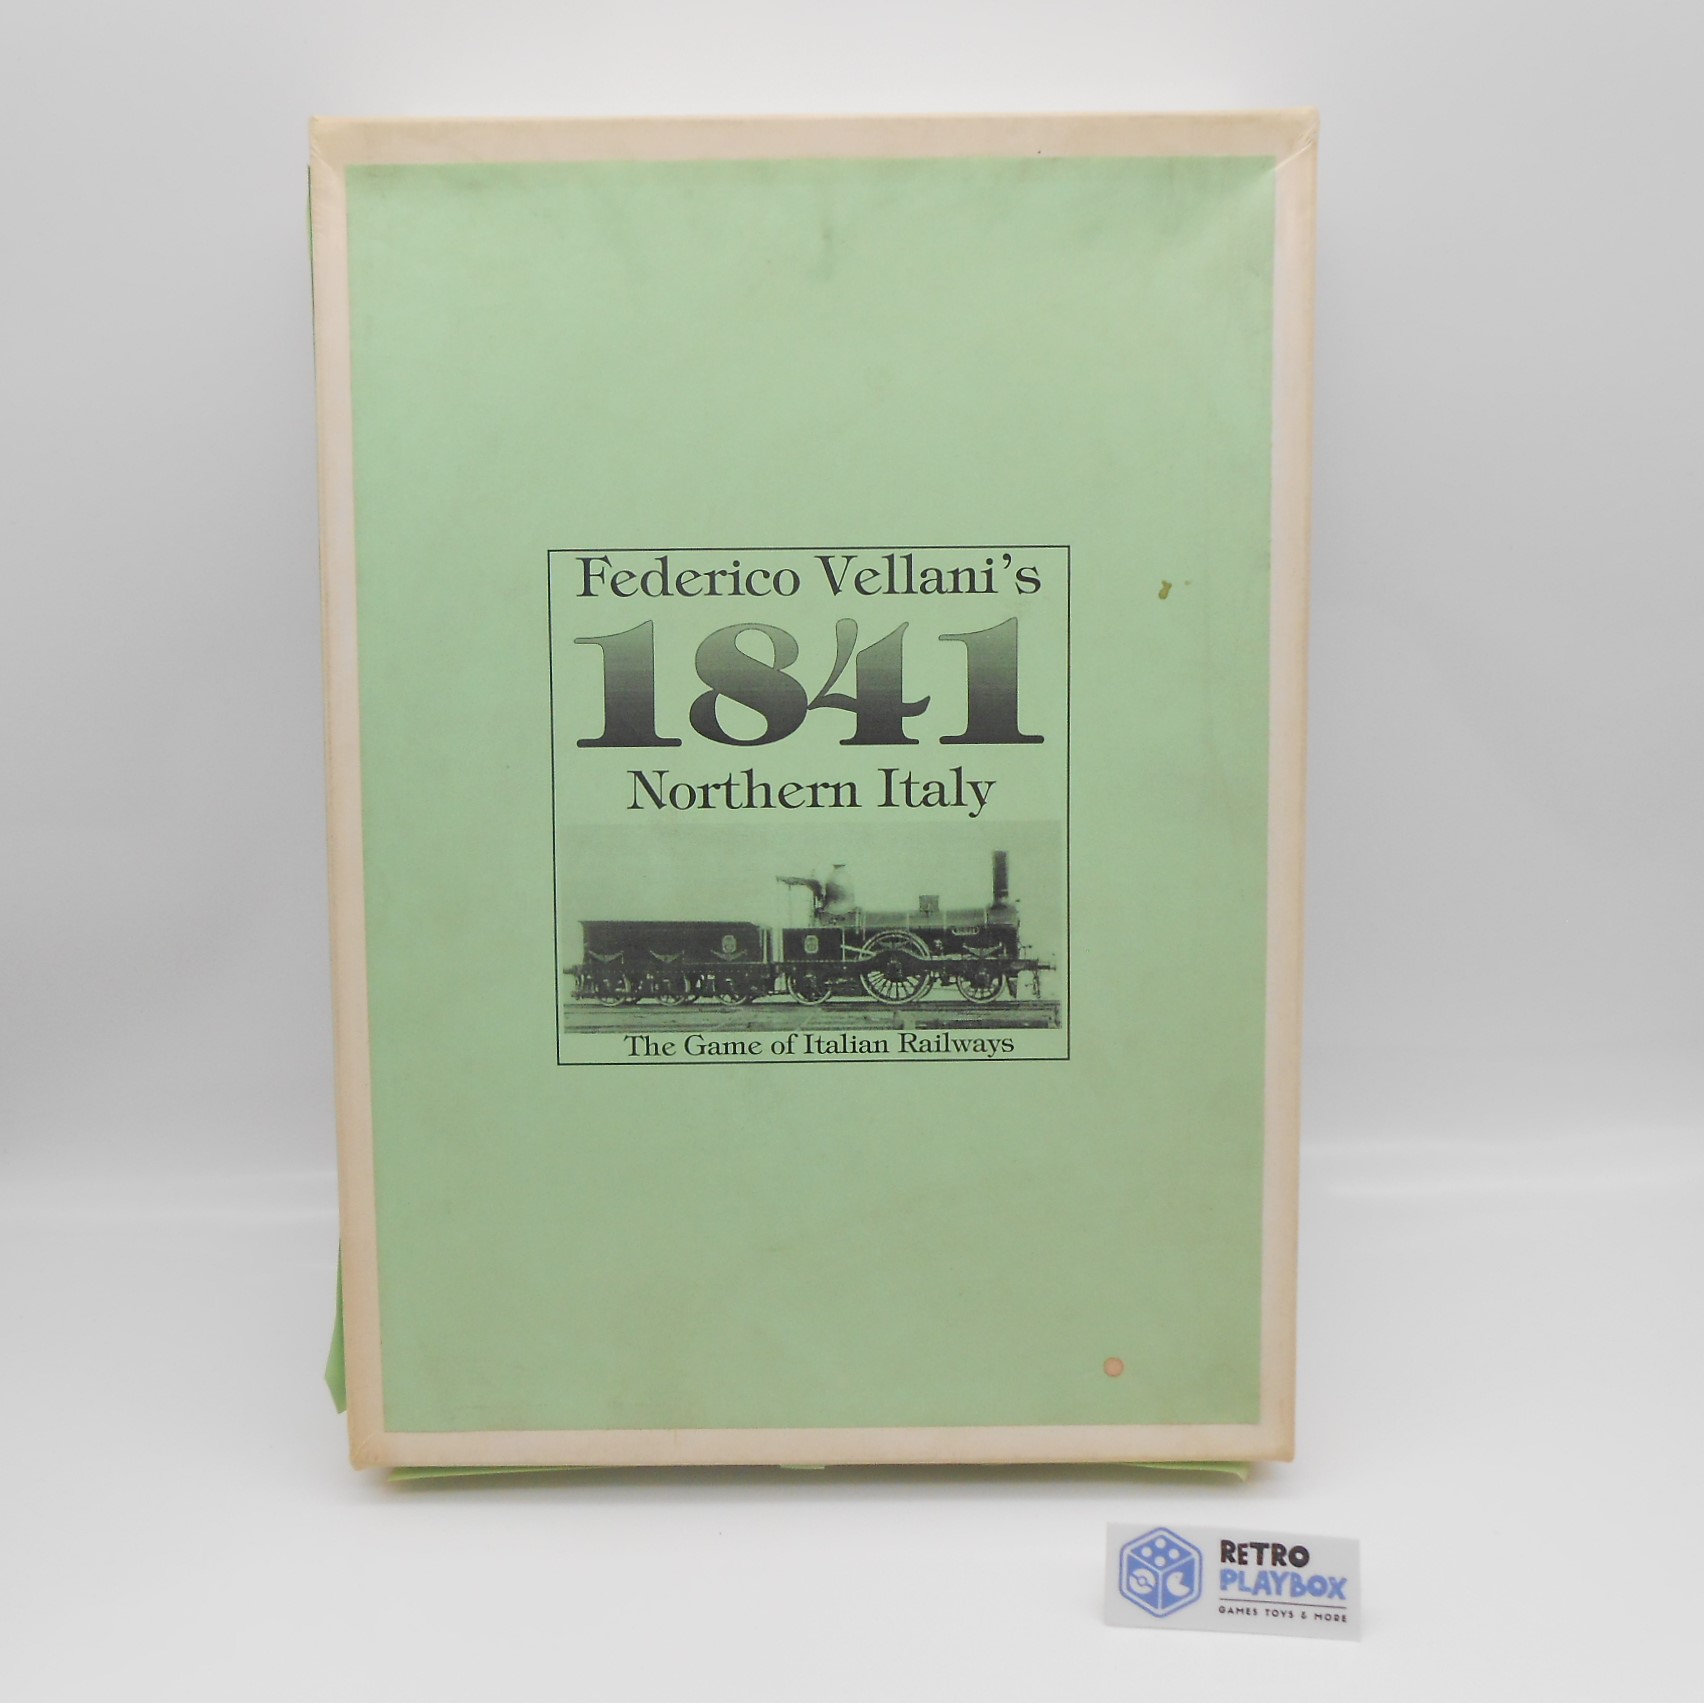 Federico Vellani's
1841
Northern Italy
The Game of Italian Railways
RETRO
PLAYBOX
GAMES TOYS & MORE